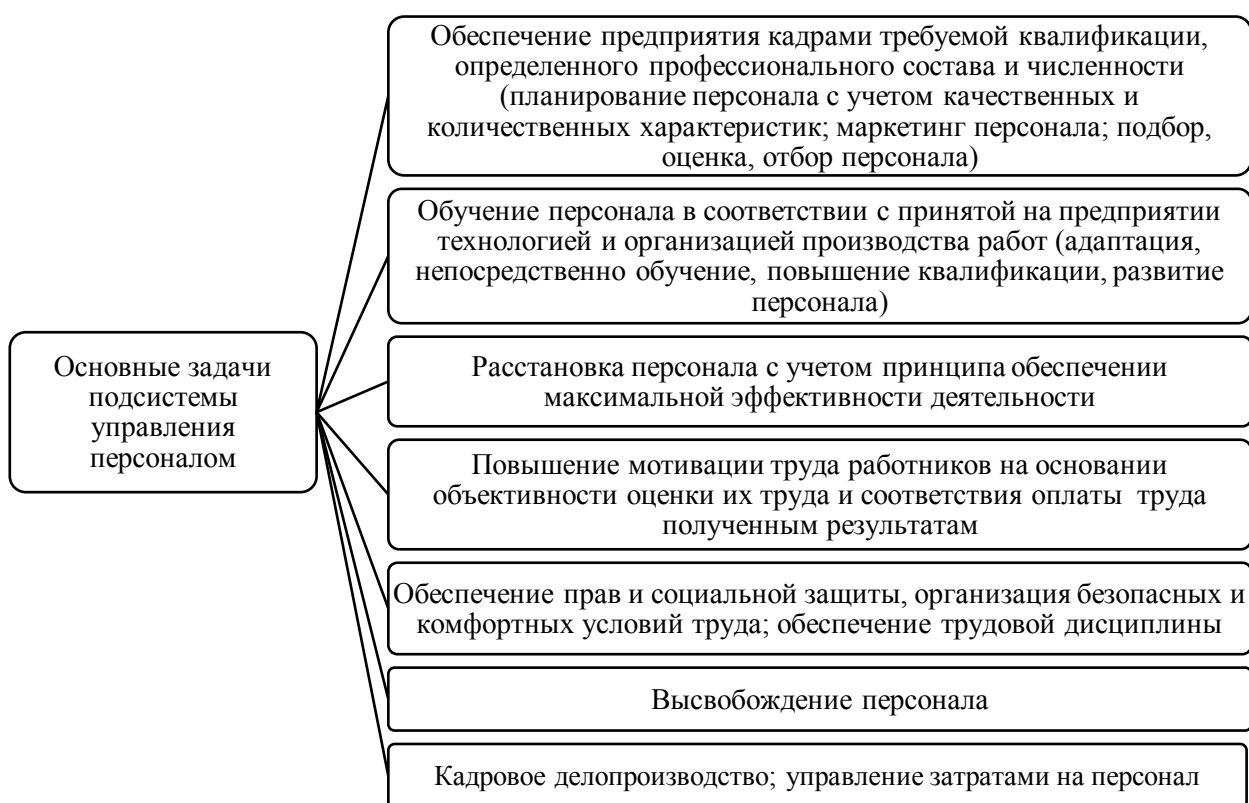 Основные задачи
подсистемы
управления
персоналом
Обеспечение предприятия кадрами требуемой квалификации,
определенного профессионального состава и численности
(планирование персонала с учетом качественных и
количественных характеристик; маркетинг персонала; подбор,
оценка, отбор персонала)
Обучение персонала в соответствии с принятой на предприятии
технологией и организацией производства работ (адаптация,
непосредственно обучение, повышение квалификации, развитие
персонала)
Расстановка персонала с учетом принципа обеспечении
максимальной эффективности деятельности
Повышение мотивации труда работников на основании
объективности оценки их труда и соответствия оплаты труда
полученным результатам
Обеспечение прав и социальной защиты, организация безопасных и
комфортных условий труда; обеспечение трудовой дисциплины
Высвобождение персонала
Кадровое делопроизводство; управление затратами на персонал